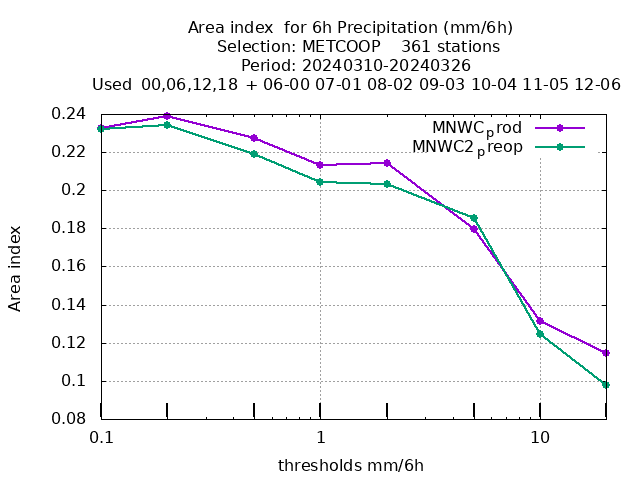 Area index  for 6h Precipitation (mm/6h)
Selection: METCOOP    361 stations
Period: 20240310-20240326
Used  00,06,12,18  + 06-00 07-01 08-02 09-03 10-04 11-05 12-06
MNWCprod
MNWC2preop
0.24
0.22
0.2
0.18
0.16
0.14
0.12
0.1
0.08
Area index
0.1 1 10
thresholds mm/6h